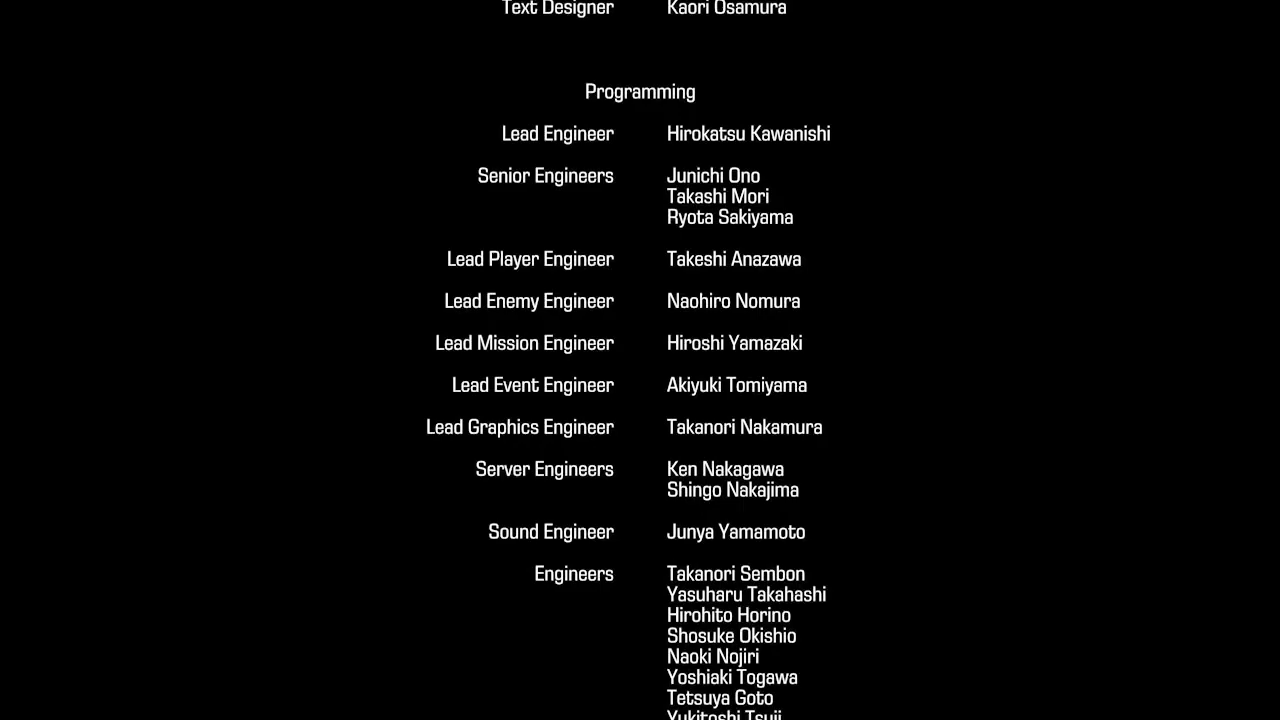 Text Designer Kaori Osamura
Programming
Lead Engineer Hirokatsu Kawanishi
Senior Engineers Junichi Ono
Takashi Mori
Ryota Sakiyama
Lead Player Engineer Takeshi Anazawa
Lead Enemy Engineer Naohiro Nomura
Lead Mission Engineer Hiroshi Yamazaki
Lead Event Engineer Akiyuki Tomiyama
Lead Graphics Engineer Takanori Nakamura
Server Engineers Ken Nakagawa
Shingo Nakajima
Sound Engineer Junya Yamamoto
Engineers Takanori Sembon
Yasuharu Takahashi
Hirohito Horino
Shosuke Okishio
Naoki Nojiri
Yoshiaki Togawa
Tetsuya Goto
Yukitoshi Tsuji